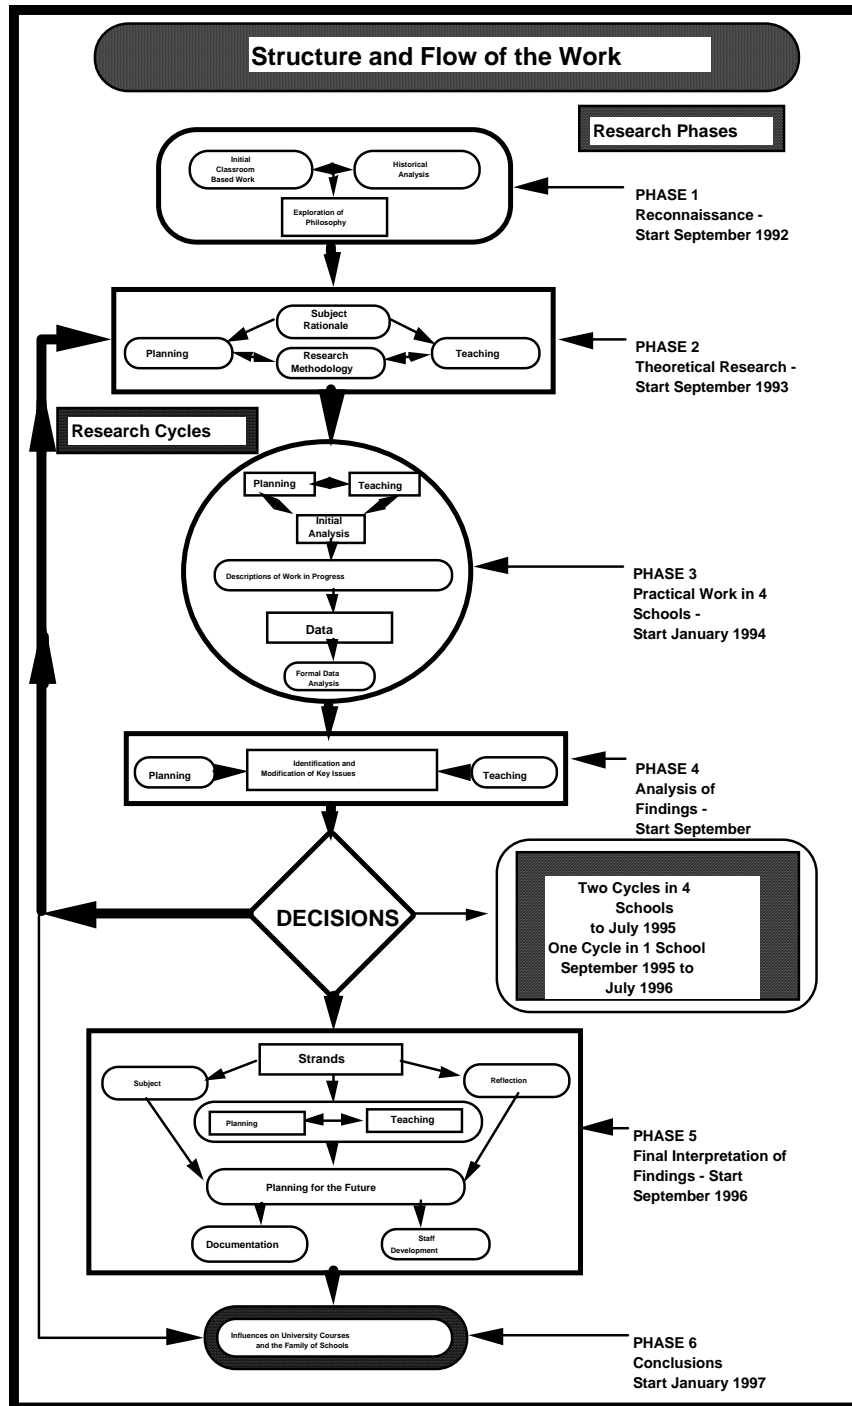 Structure and Flow of the Work
Research Phases
Initial
Classroom
Based Work
Historical
Analysis
Exploration of
Philosophy
PHASE 1
Reconnaissance -
Start September 1992
Subject
Rationale
Planning
Research
Methodology
Teaching
PHASE 2
Theoretical Research -
Start September 1993
Research Cycles
Planning
Teaching
Initial
Analysis
Descriptions of Work in Progress
Data
Formal Data
Analysis
PHASE 3
Practical Work in 4
Schools -
Start January 1994
Planning
Identification and
Modification of Key Issues
Teaching
PHASE 4
Analysis of
Findings -
Start September
DECISIONS
Two Cycles in 4
Schools
to July 1995
One Cycle in 1 School
September 1995 to
July 1996
Strands
Subject
Reflection
Planning
Teaching
Planning for the Future
Documentation
Staff
Development
PHASE 5
Final Interpretation of
Findings - Start
September 1996
Influences on University Courses
and the Family of Schools
PHASE 6
Conclusions
Start January 1997